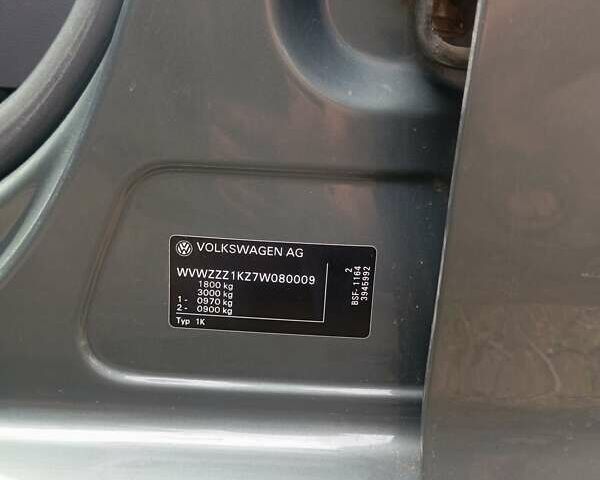 VOLKSWAGEN AG
WVWZZZ1KZ7W080009
1800 kg
3000 kg
1- 0970 kg
2- 0900 kg
Typ 1K
2
BSF-1164
3945992